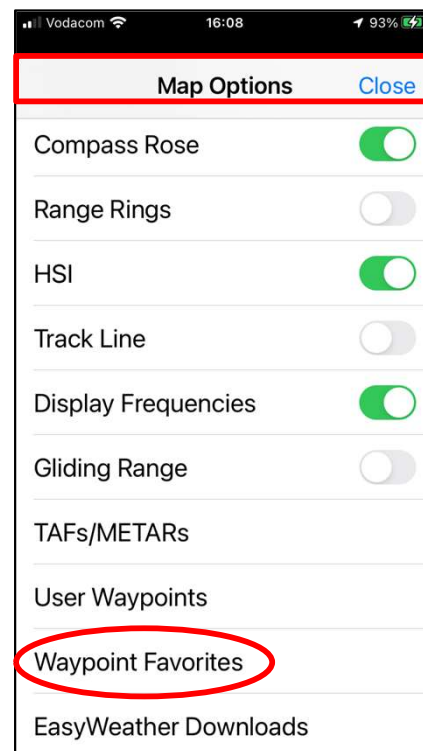 Vodacom 16:08 93%
Map Options Close
Compass Rose
Range Rings
HSI
Track Line
Display Frequencies
Gliding Range
TAFs/METARs
User Waypoints
Waypoint Favorites
EasyWeather Downloads